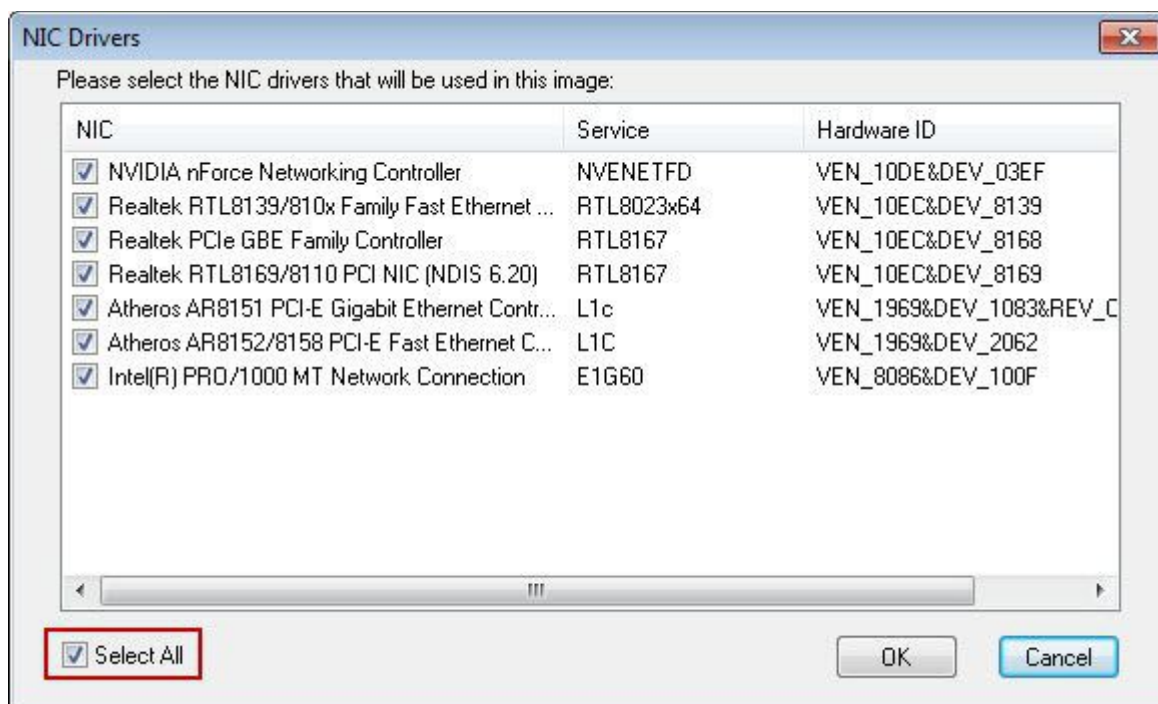 NIC Drivers
Please select the NIC drivers that will be used in this image:
NIC Service Hardware ID
NVIDIA nForce Networking Controller NVENETFD VEN_10DE&DEV_03EF
Realtek RTL8139/810x Family Fast Ethernet ... RTL8023x64 VEN_10EC&DEV_8139
Realtek PCIe GBE Family Controller RTL8167 VEN_10EC&DEV_8168
Realtek RTL8169/8110 PCI NIC (NDIS 6.20) RTL8167 VEN_10EC&DEV_8169
Atheros AR8151 PCI-E Gigabit Ethernet Contr... L1c VEN_1969&DEV_1083&REV_C
Atheros AR8152/8158 PCI-E Fast Ethernet C... L1C VEN_1969&DEV_2062
Intel(R) PRO/1000 MT Network Connection E1G60 VEN_8086&DEV_100F
Select All OK Cancel